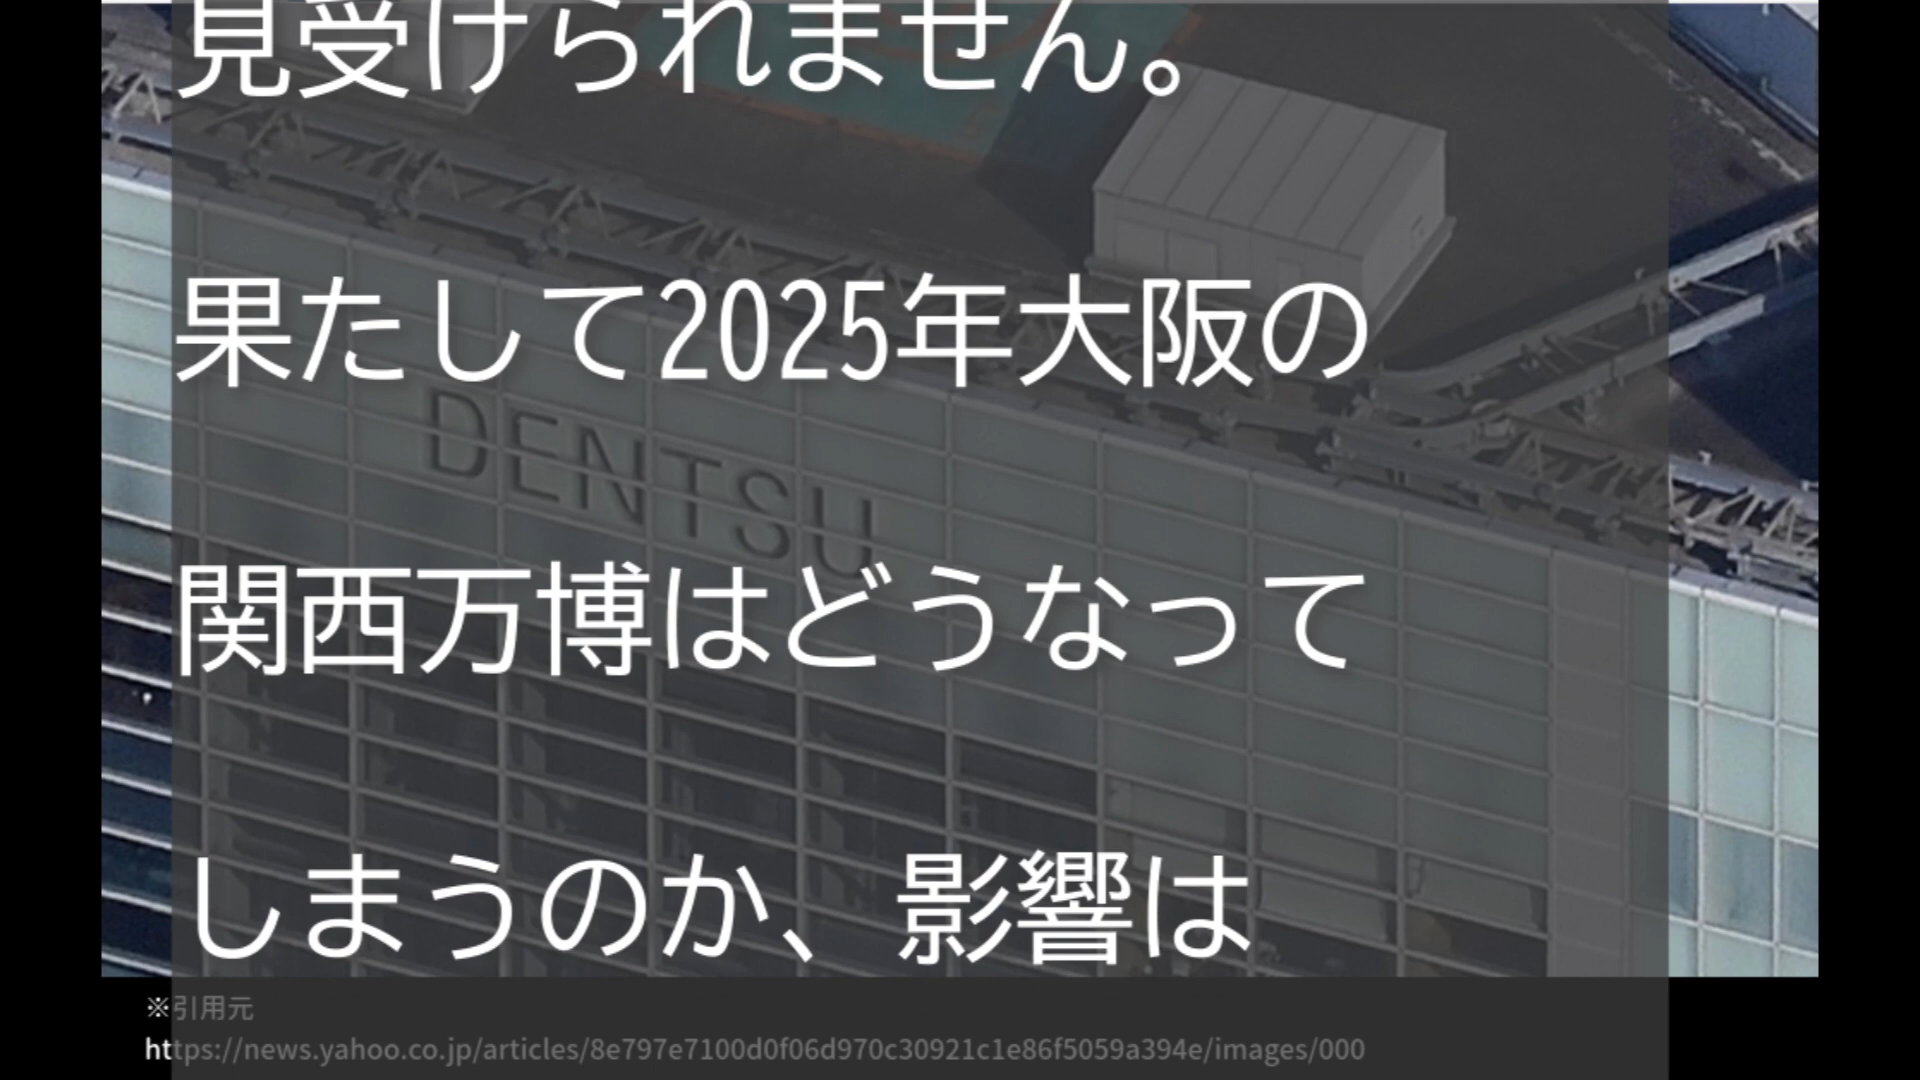 見受けられません。
果たして2025年大阪の
DENTSU
関西万博はどうなって
しまうのか、影響は
※引用元
https://news.yahoo.co.jp/articles/8e797e7100d0f06d970c30921c1e86f5059a394e/images/000